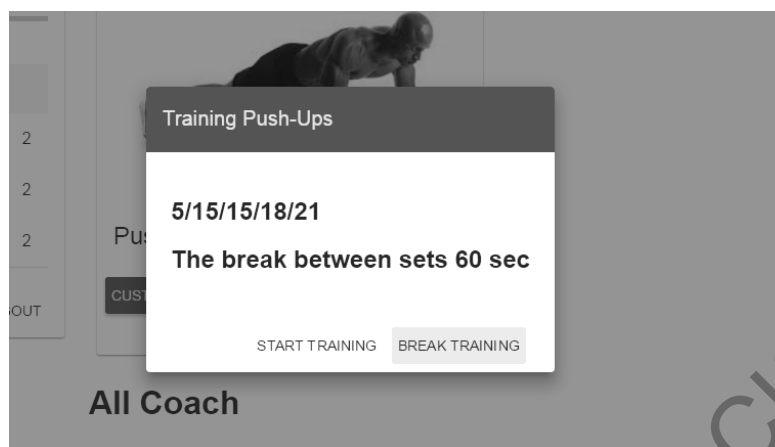 Training Push-Ups
5/15/15/18/21
The break between sets 60 sec
START TRAINING BREAK TRAINING
2
2
2
All Coach